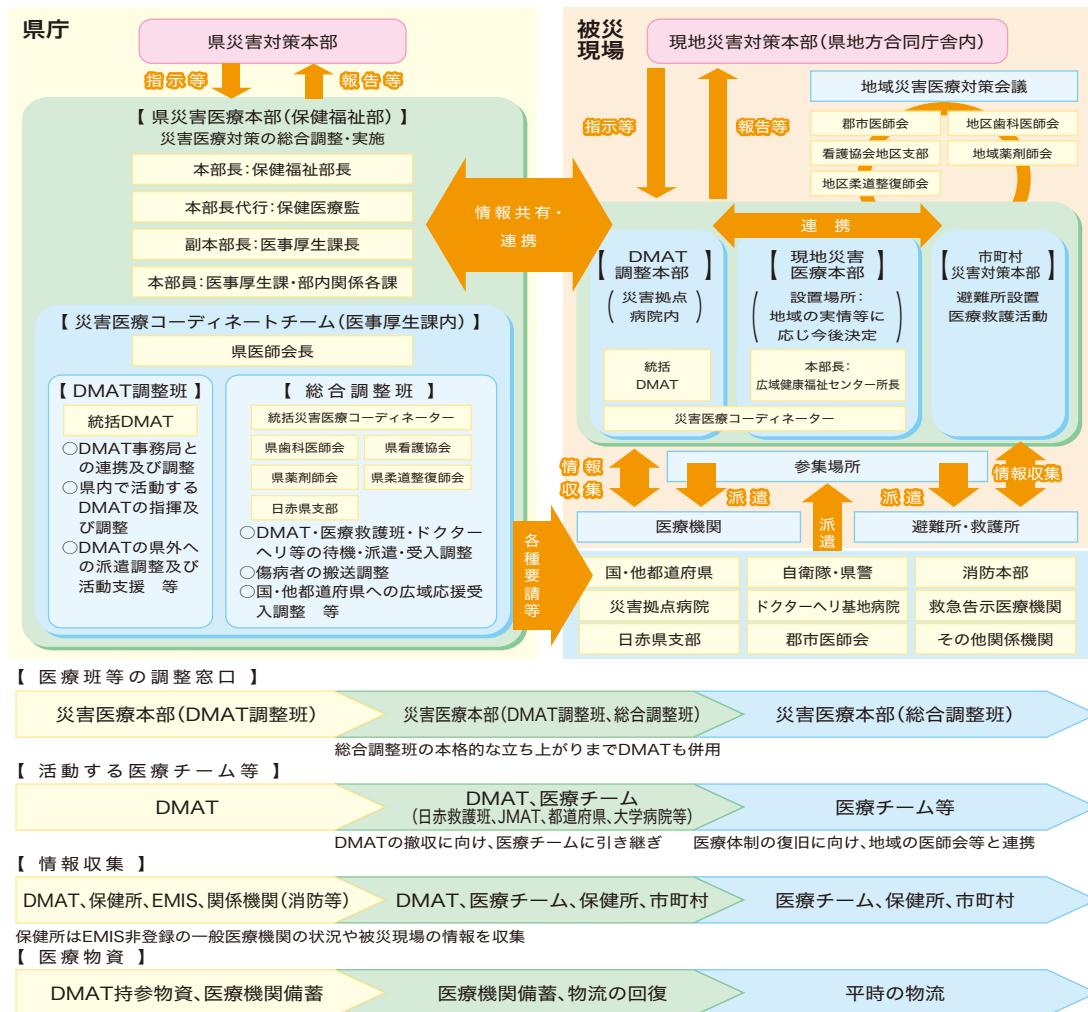 県庁
県災害対策本部
指示等
報告等
【 県災害医療本部(保健福祉部) 】
災害医療対策の総合調整・実施
本部長:保健福祉部長
本部長代行:保健医療監
副本部長:医事厚生課長
本部員:医事厚生課・部内関係各課
【 災害医療コーディネートチーム(医事厚生課内) 】
県医師会長
【 DMAT調整班 】
統括DMAT
○DMAT事務局と
の連携及び調整
○県内で活動する
DMATの指揮及
び調整
○DMATの県外へ
の派遣調整及び
活動支援 等
【 総合調整班 】
統括災害医療コーディネーター
県歯科医師会
県看護協会
県薬剤師会
県柔道整復師会
日赤県支部
○DMAT・医療救護班・ドクター
ヘリ等の待機・派遣・受入調整
○傷病者の搬送調整
○国・他都道府県への広域応援受
入調整 等
情報共有・
連携
各種要請等
被災
現場
現地災害対策本部(県地方合同庁舎内)
指示等
報告等
地域災害医療対策会議
郡市医師会
地区歯科医師会
看護協会地区支部
地域薬剤師会
地区柔道整復師会
連携
【 DMAT
調整本部 】
(災害拠点
病院内)
統括
DMAT
【 現地災害
医療本部 】
(設置場所:
地域の実情等に
応じ今後決定)
本部長:
広域健康福祉センター所長
災害医療コーディネーター
【 市町村
災害対策本部 】
避難所設置
医療救護活動
情報
収集
参集場所
情報収集
派遣
派遣
派遣
医療機関
避難所・救護所
国・他都道府県
自衛隊・県警
消防本部
災害拠点病院
ドクターヘリ基地病院
救急告示医療機関
日赤県支部
郡市医師会
その他関係機関
【 医療班等の調整窓口 】
災害医療本部(DMAT調整班)
災害医療本部(DMAT調整班、総合調整班)
災害医療本部(総合調整班)
総合調整班の本格的な立ち上がりまでDMATも併用
【 活動する医療チーム等 】
DMAT
DMAT、医療チーム
(日赤救護班、JMAT、都道府県、大学病院等)
医療チーム等
DMATの撤収に向け、医療チームに引き継ぎ
医療体制の復旧に向け、地域の医師会等と連携
【 情報収集 】
DMAT、保健所、EMIS、関係機関(消防等)
DMAT、医療チーム、保健所、市町村
医療チーム、保健所、市町村
保健所はEMIS非登録の一般医療機関の状況や被災現場の情報を収集
【 医療物資 】
DMAT持参物資、医療機関備蓄
医療機関備蓄、物流の回復
平時の物流